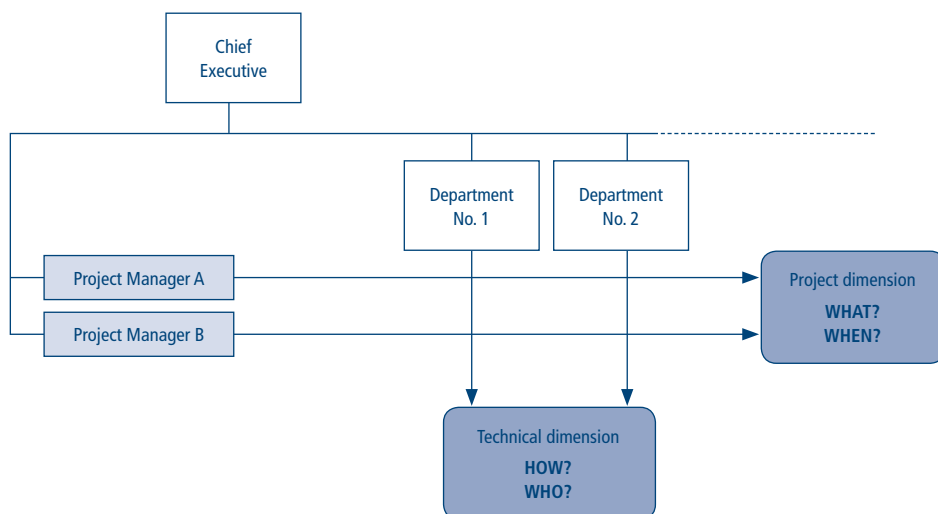 Chief
Executive
Department
No. 1
Department
No. 2
Project Manager A
Project Manager B
Project dimension
WHAT?
WHEN?
Technical dimension
HOW?
WHO?